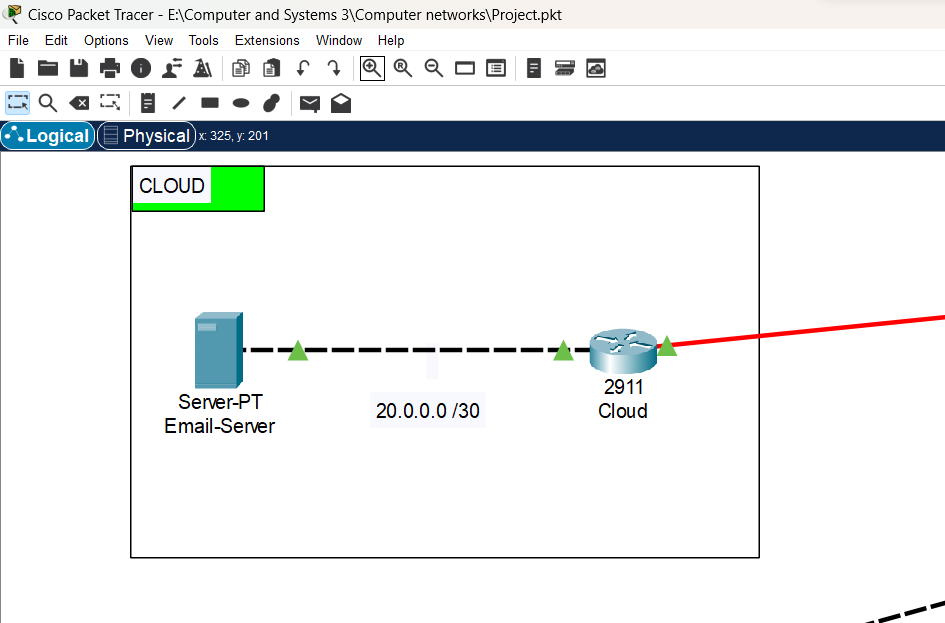 Cisco Packet Tracer - E:\Computer and Systems 3\Computer networks\Project.pkt
File Edit Options View Tools Extensions Window Help
Logical Physical x: 325, y: 201
CLOUD
Server-PT
Email-Server
20.0.0.0 /30
2911
Cloud